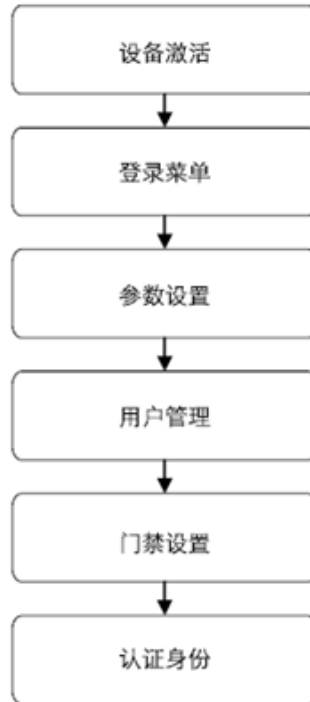 设备激活
登录菜单
参数设置
用户管理
门禁设置
认证身份